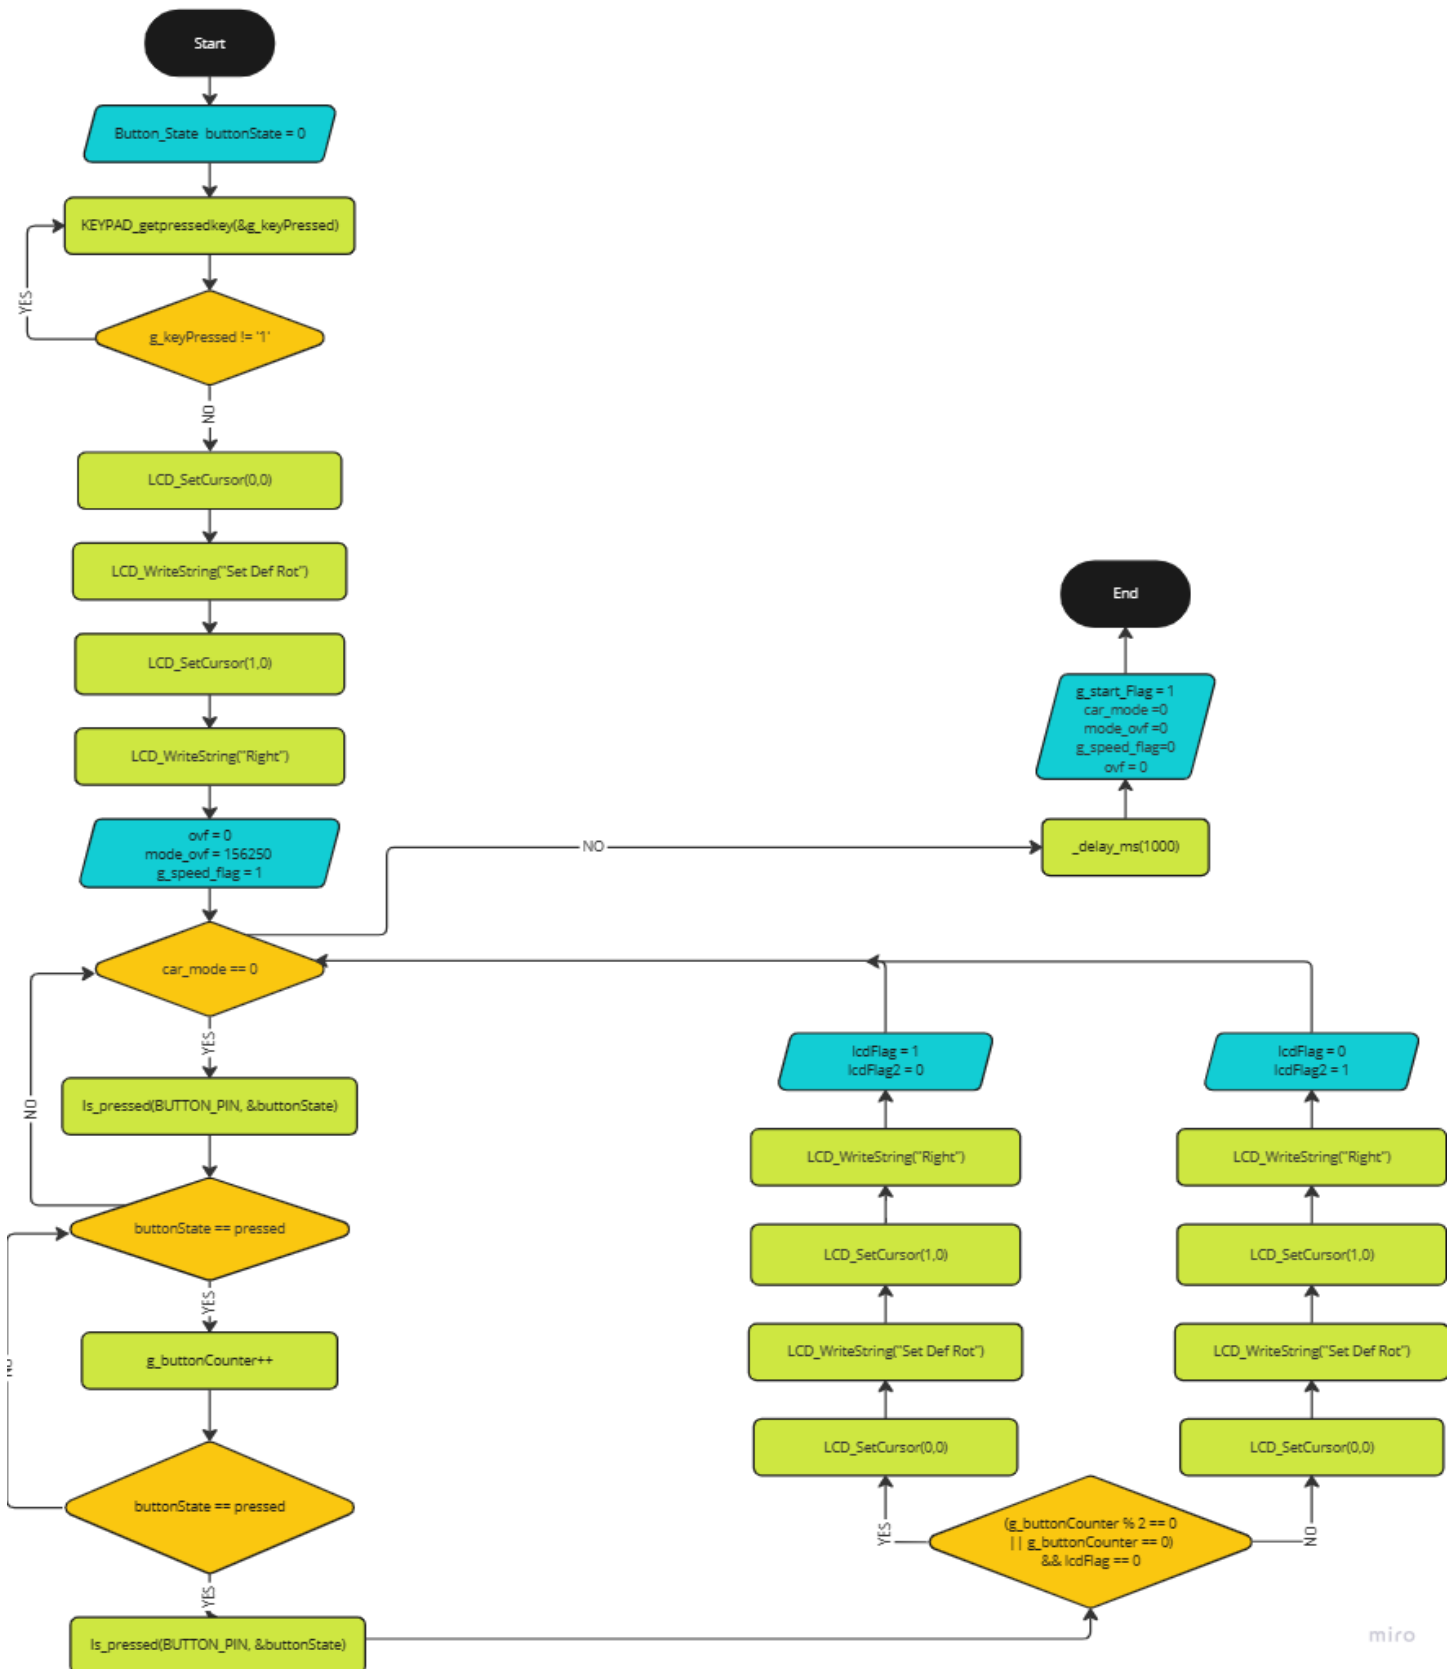 Start
Button_State buttonState = 0
KEYPAD_getpressedkey(&g_keyPressed)
YES
g_keyPressed != '1'
NO
LCD_SetCursor(0,0)
LCD_WriteString("Set Def Rot")
LCD_SetCursor(1,0)
LCD_WriteString("Right")
ovf = 0
mode_ovf = 156250
g_speed_flag = 1
car_mode == 0
YES
Is_pressed(BUTTON_PIN, &buttonState)
NO
buttonState == pressed
YES
g_buttonCounter++
NO
buttonState == pressed
YES
Is_pressed(BUTTON_PIN, &buttonState)
NO
End
g_start_Flag = 1
car_mode =0
mode_ovf =0
g_speed_flag=0
ovf = 0
_delay_ms(1000)
lcdFlag = 1
lcdFlag2 = 0
LCD_WriteString("Right")
LCD_SetCursor(1,0)
LCD_WriteString("Set Def Rot")
LCD_SetCursor(0,0)
YES
(g_buttonCounter % 2 == 0
|| g_buttonCounter == 0)
&& lcdFlag == 0
NO
lcdFlag = 0
lcdFlag2 = 1
LCD_WriteString("Right")
LCD_SetCursor(1,0)
LCD_WriteString("Set Def Rot")
LCD_SetCursor(0,0)
miro